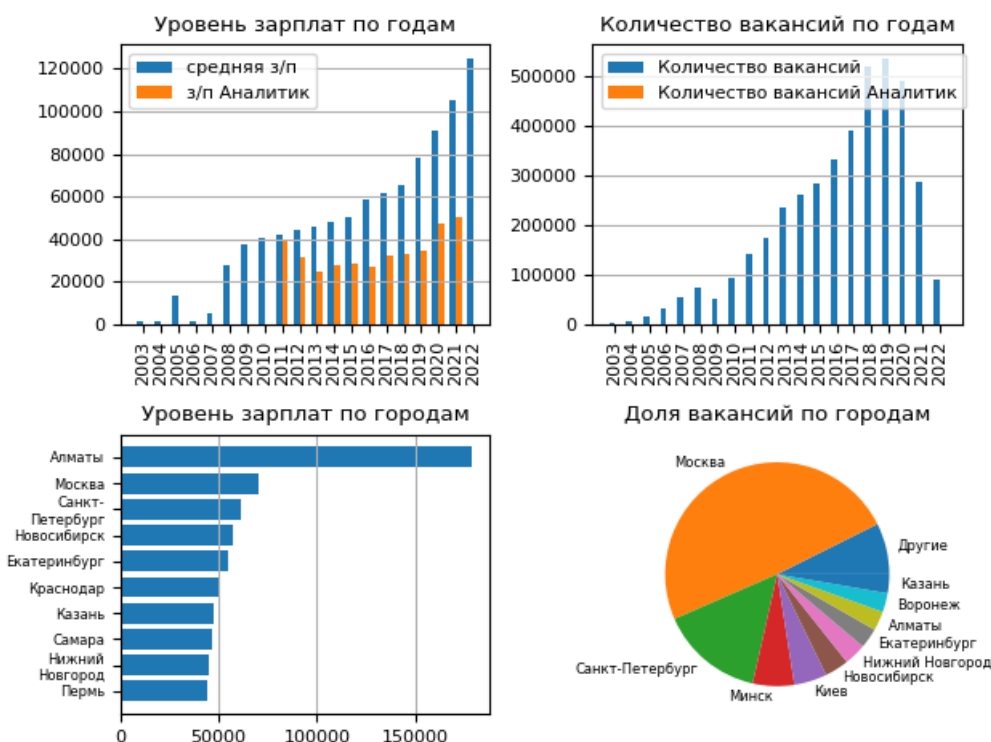 Уровень зарплат по годам
средняя з/п
з/п Аналитик
120000
100000
80000
60000
40000
20000
0
2003 2004 2005 2006 2007 2008 2009 2010 2011 2012 2013 2014 2015 2016 2017 2018 2019 2020 2021 2022
Количество вакансий по годам
Количество вакансий
Количество вакансий Аналитик
500000
400000
300000
200000
100000
0
2003 2004 2005 2006 2007 2008 2009 2010 2011 2012 2013 2014 2015 2016 2017 2018 2019 2020 2021 2022
Уровень зарплат по городам
Алматы
Москва
Санкт-
Петербург
Новосибирск
Екатеринбург
Краснодар
Казань
Самара
Нижний
Новгород
Пермь
0 50000 100000 150000
Доля вакансий по городам
Москва
Другие
Казань
Воронеж
Алматы
Екатеринбург
Нижний Новгород
Новосибирск
Киев
Минск
Санкт-Петербург